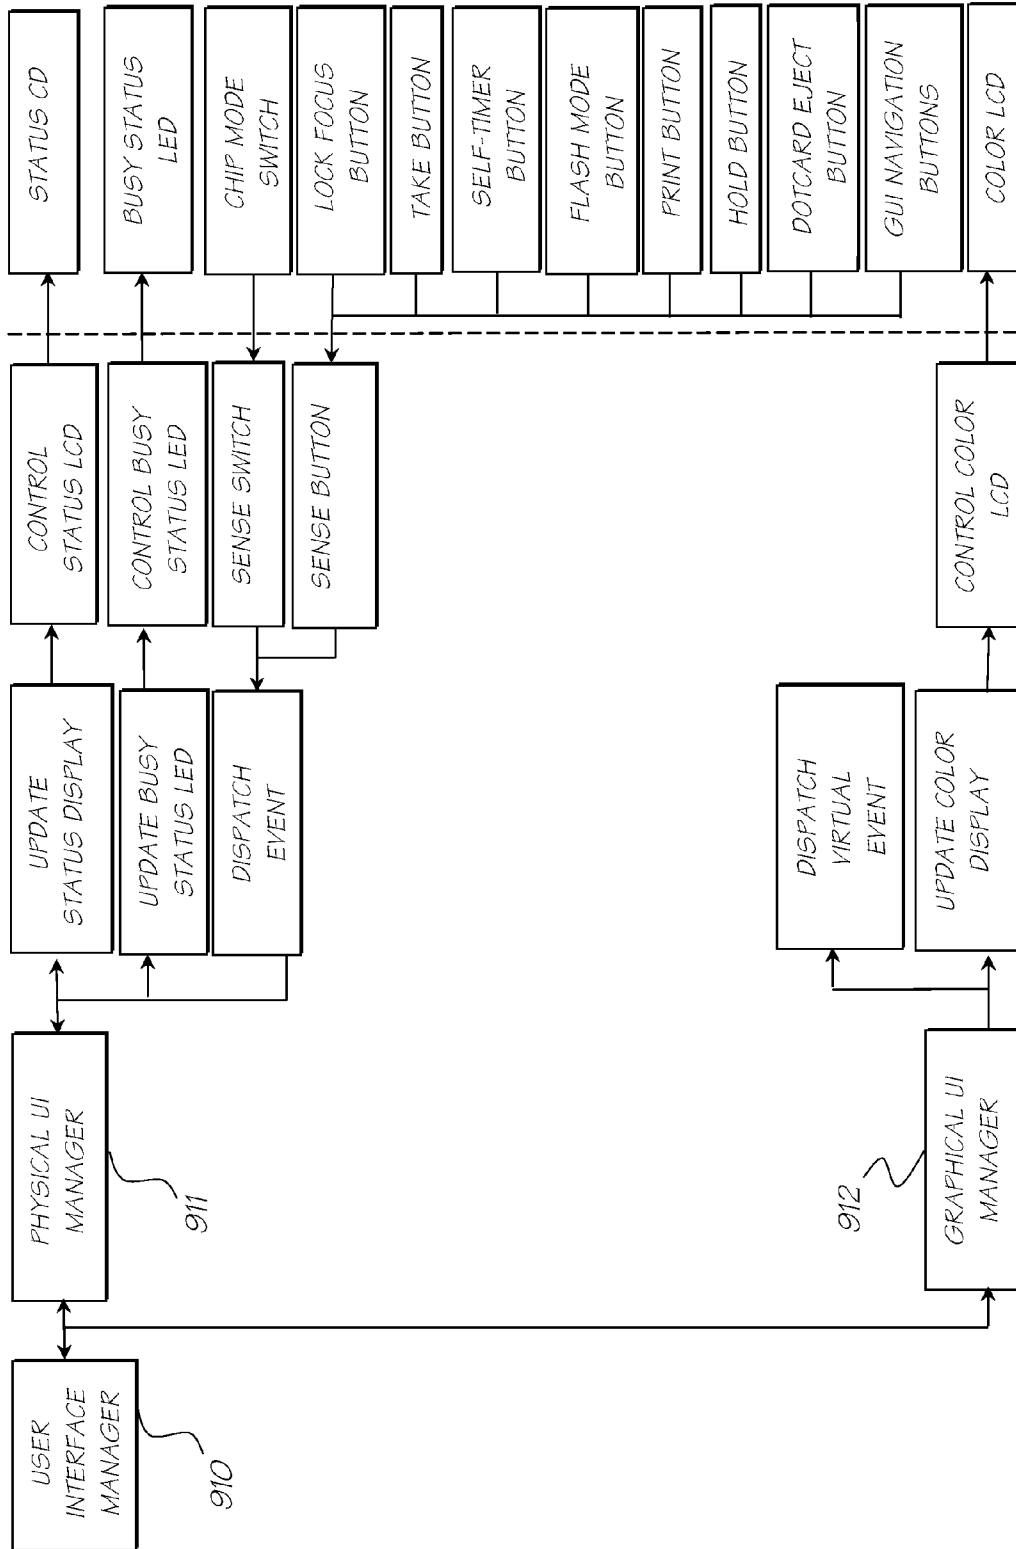 STATUS CD
BUSY STATUS
LED
CHIP MODE
SWITCH
LOCK FOCUS
BUTTON
TAKE BUTTON
SELF-TIMER
BUTTON
FLASH MODE
BUTTON
PRINT BUTTON
HOLD BUTTON
DOTCARD EJECT
BUTTON
GUI NAVIGATION
BUTTONS
COLOR LCD
CONTROL
STATUS LCD
CONTROL BUSY
STATUS LED
SENSE SWITCH
SENSE BUTTON
CONTROL COLOR
LCD
UPDATE
STATUS DISPLAY
UPDATE BUSY
STATUS LED
DISPATCH
EVENT
DISPATCH
VIRTUAL
EVENT
UPDATE COLOR
DISPLAY
PHYSICAL UI
MANAGER
911
GRAPHICAL UI
MANAGER
912
USER
INTERFACE
MANAGER
910